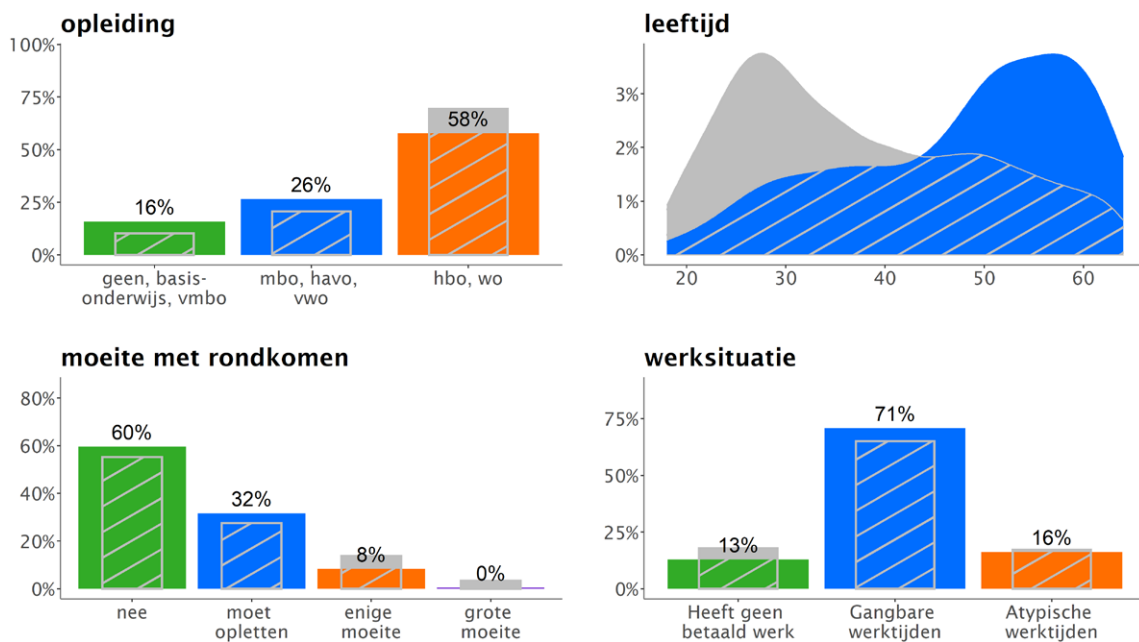 opleiding
100%
75%
50%
25%
0%
16%
26%
58%
geen, basis-
onderwijs, vmbo
mbo, havo,
vwo
hbo, wo
leeftijd
3%
2%
1%
0%
20
30
40
50
60
moeite met rondkomen
80%
60%
40%
20%
0%
60%
32%
8%
0%
nee
moet
opletten
enige
moeite
grote
moeite
werksituatie
75%
50%
25%
0%
13%
71%
16%
Heeft geen
betaald werk
Gangbare
werktijden
Atypische
werktijden